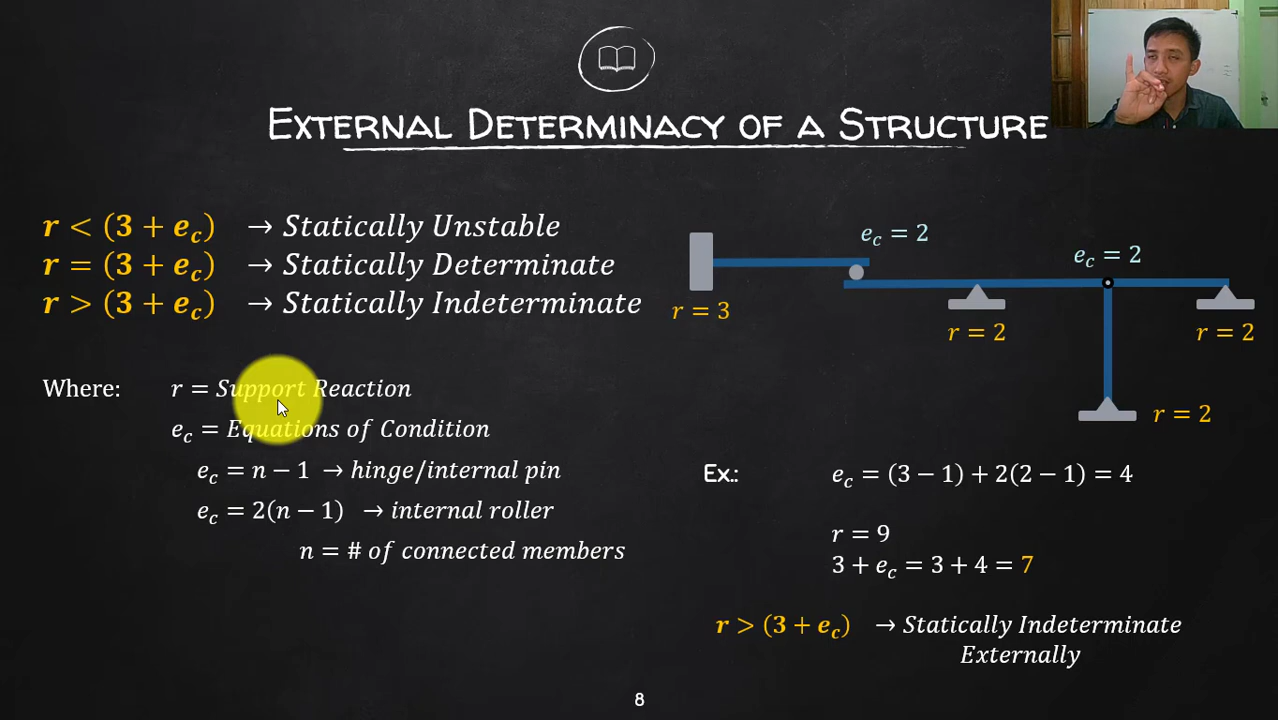 EXTERNAL DETERMINACY OF A STRUCTURE
r < (3 + e_c) → Statically Unstable
r = (3 + e_c) → Statically Determinate
r > (3 + e_c) → Statically Indeterminate
Where: r = Support Reaction
e_c = Equations of Condition
e_c = n − 1 → hinge/internal pin
e_c = 2(n − 1) → internal roller
n = # of connected members
e_c = 2
e_c = 2
r = 3
r = 2
r = 2
r = 2
Ex.: e_c = (3 − 1) + 2(2 − 1) = 4
r = 9
3 + e_c = 3 + 4 = 7
r > (3 + e_c) → Statically Indeterminate
Externally
8